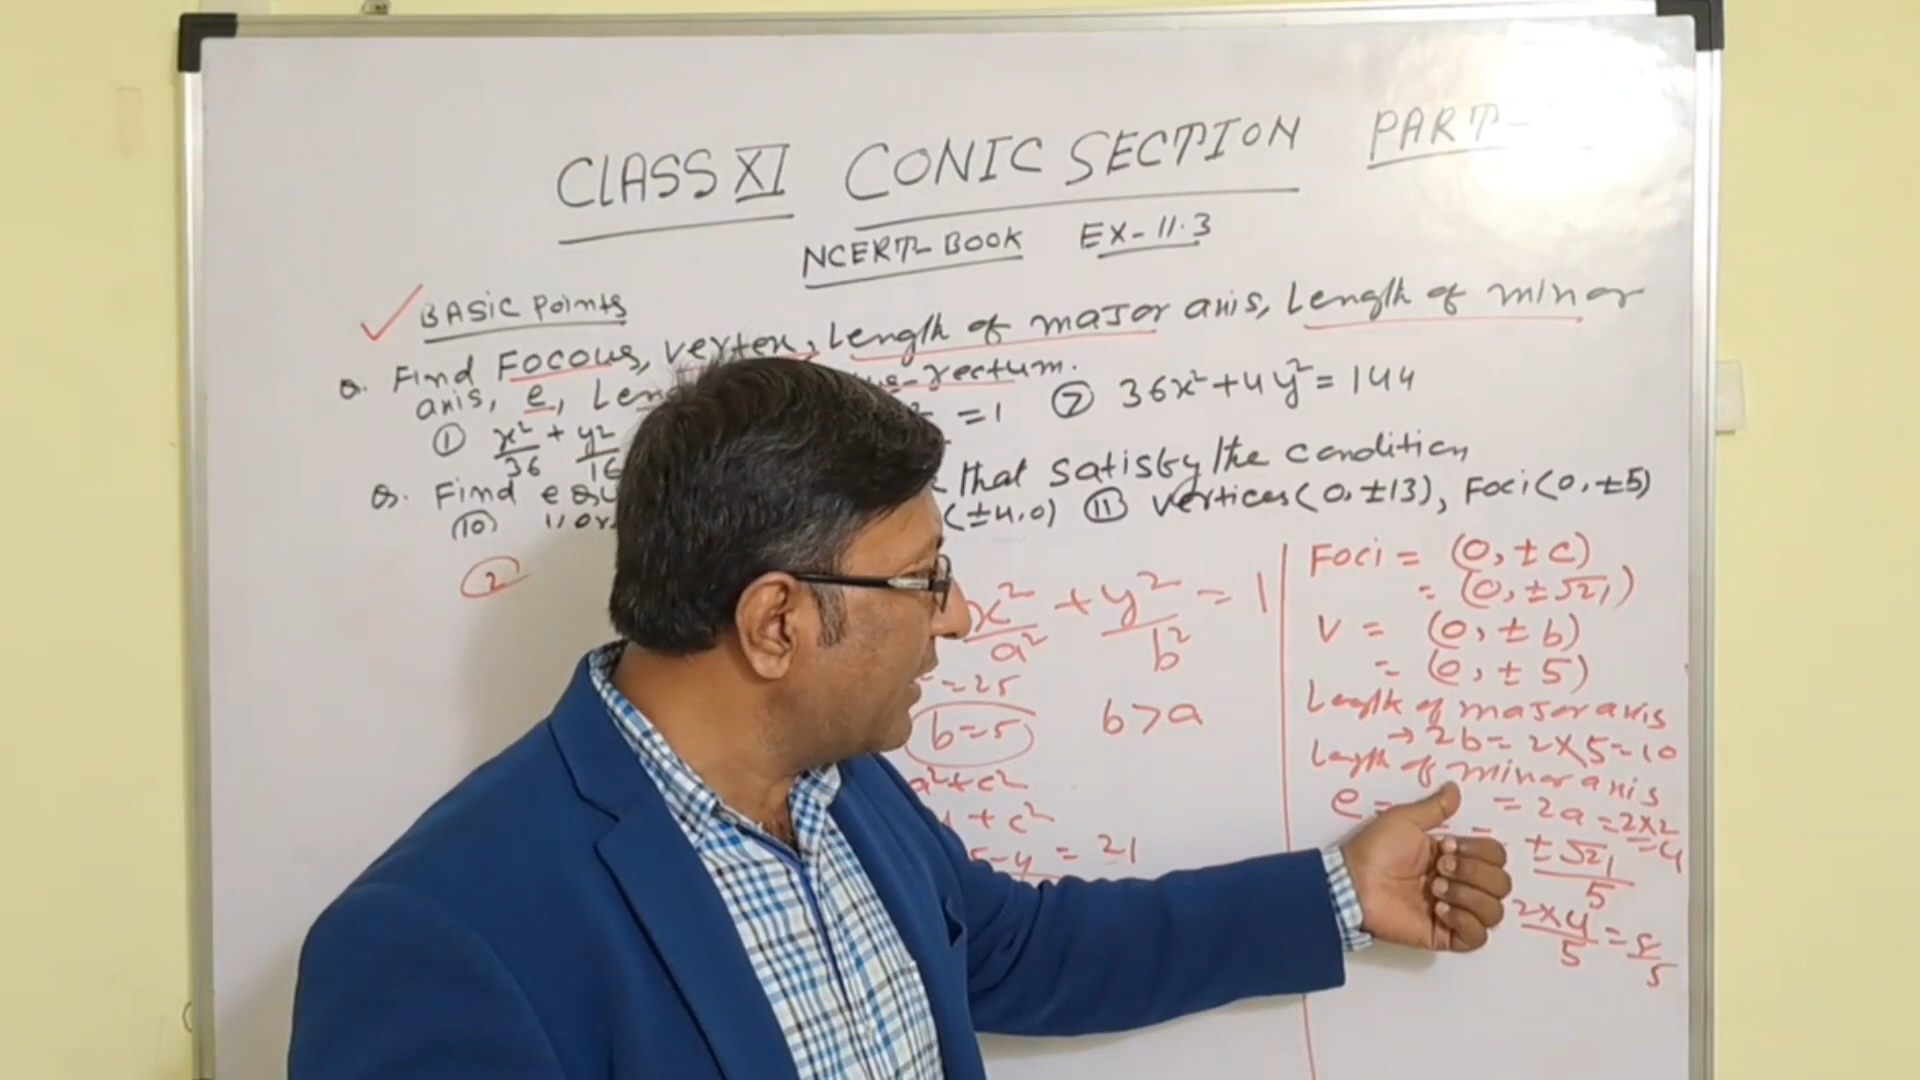 CLASS XI CONIC SECTION PART-
NCERT BOOK EX-11.3
BASIC Points
Q. Find Focous, vertex, Length of major axis, Length of minor
axis, e, Len -rectum.
① x²/36 + y²/16 = 1 ⑦ 36x² + 4y² = 144
Q. Find that satisfy the condition
⑩ (±4,0) ⑪ vertices (0, ±13), Foci (0, ±5)
②
x²/a² + y²/b² = 1
= 25
b = 5 b > a
a² + c²
+ c²
5-4 = 21
Foci = (0, ± c)
= (0, ± √21)
V = (0, ± b)
= (0, ± 5)
Length of major axis
→ 2b = 2×5 = 10
Length of minor axis
= 2a = 2×2
= 4
e = = ±√21/5
2×4/5 = 8/5